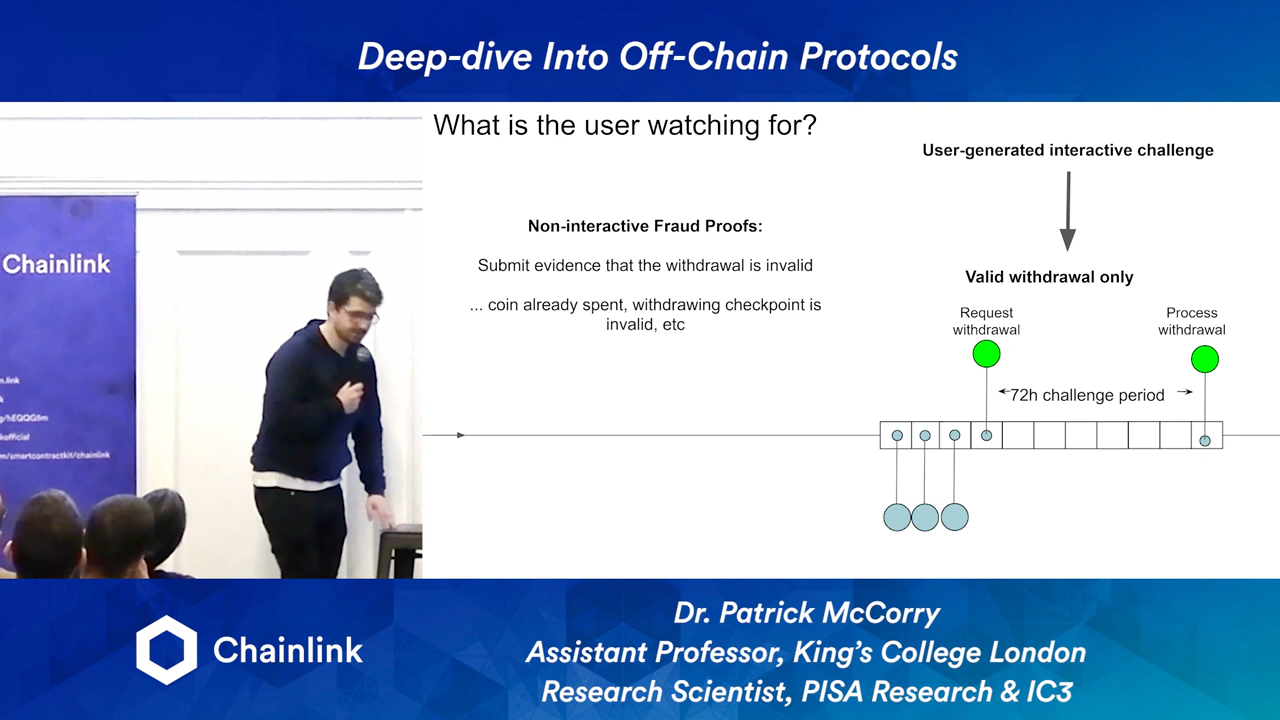 Deep-dive Into Off-Chain Protocols
What is the user watching for?
User-generated interactive challenge
Non-interactive Fraud Proofs:
Submit evidence that the withdrawal is invalid
... coin already spent, withdrawing checkpoint is
invalid, etc
Valid withdrawal only
Request
withdrawal
Process
withdrawal
72h challenge period
Chainlink
m/smartcontractkit/chainlink
Chainlink
Dr. Patrick McCorry
Assistant Professor, King's College London
Research Scientist, PISA Research & IC3